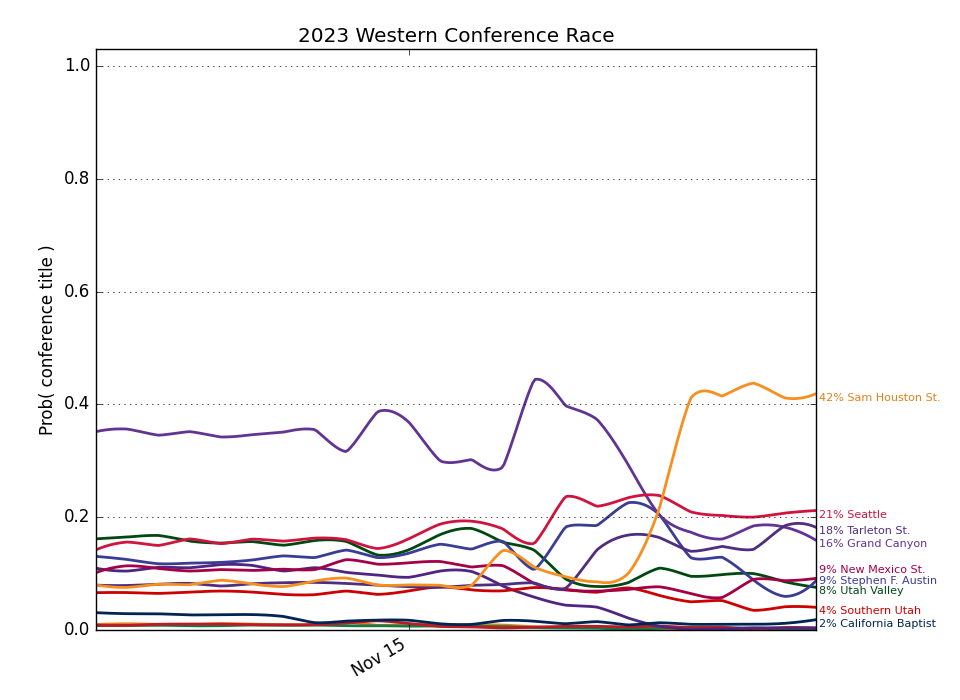 2023 Western Conference Race
Prob( conference title )
1.0
0.8
0.6
0.4
0.2
0.0
Nov 15
42% Sam Houston St.
21% Seattle
18% Tarleton St.
16% Grand Canyon
9% New Mexico St.
9% Stephen F. Austin
8% Utah Valley
4% Southern Utah
2% California Baptist